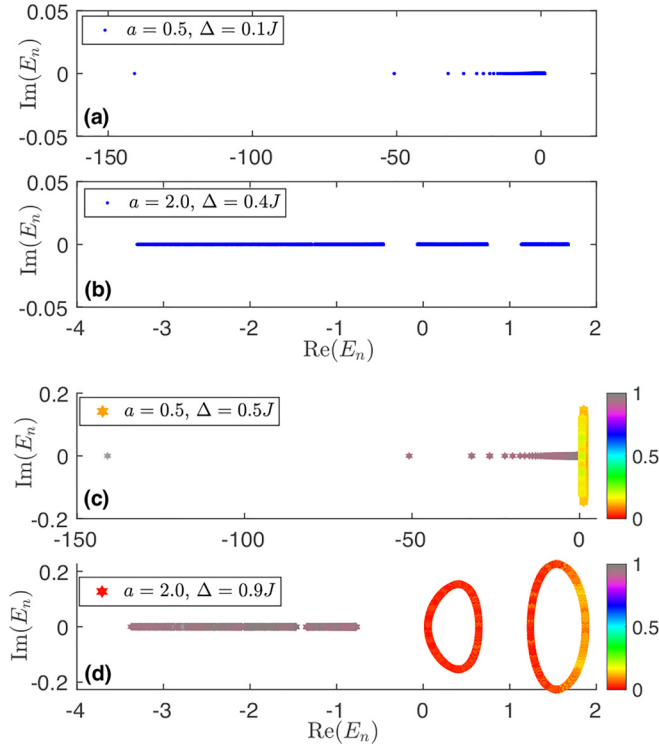 0.05
a = 0.5, Δ = 0.1J
Im(E_n)
0
(a)
-0.05
-150 -100 -50 0
0.05
a = 2.0, Δ = 0.4J
Im(E_n)
0
(b)
-0.05
-4 -3 -2 -1 0 1 2
Re(E_n)
0.2
a = 0.5, Δ = 0.5J
1
Im(E_n)
0
0.5
(c)
-0.2
0
-150 -100 -50 0
0.2
a = 2.0, Δ = 0.9J
1
Im(E_n)
0
0.5
(d)
-0.2
0
-4 -3 -2 -1 0 1 2
Re(E_n)